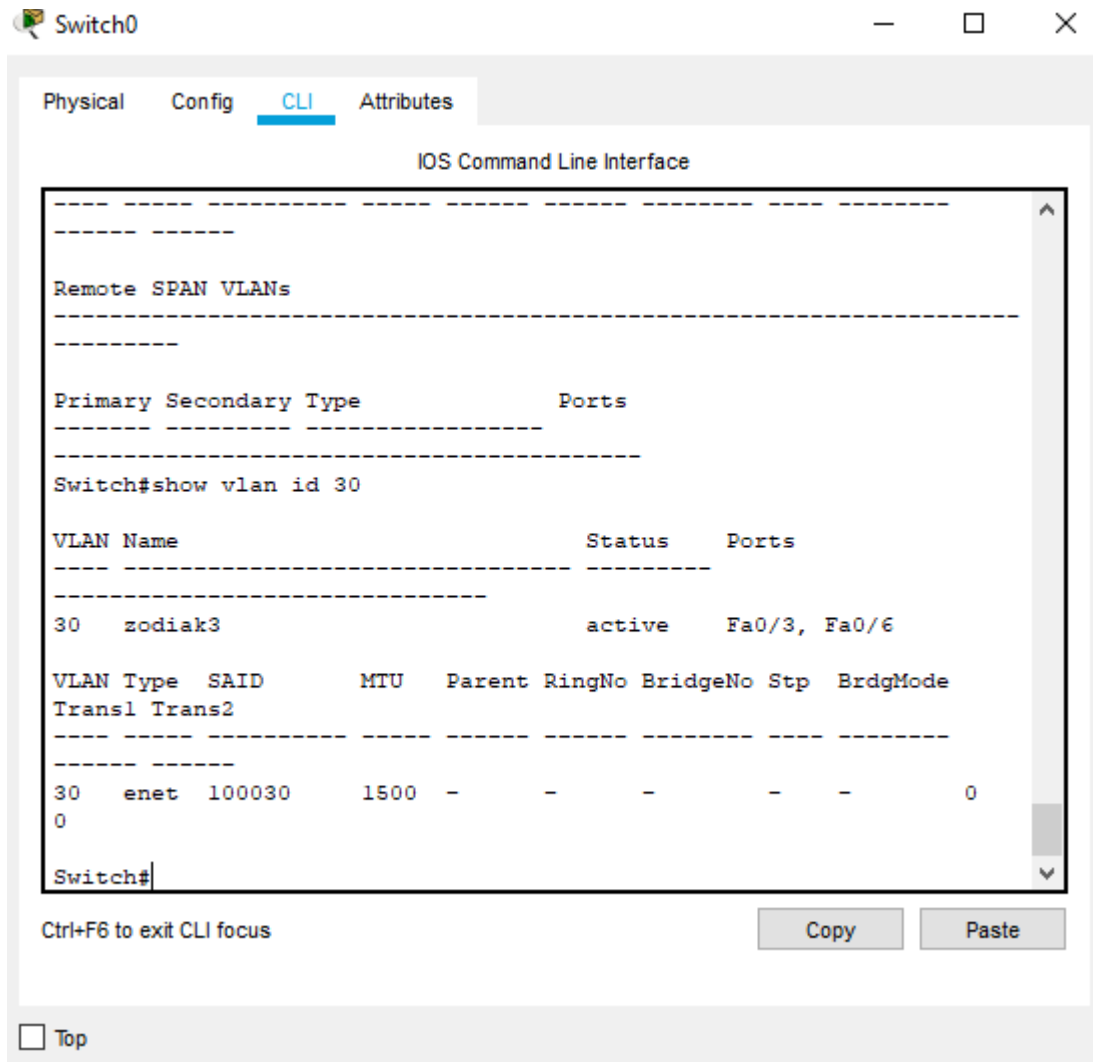 Switch0
Physical Config CLI Attributes
IOS Command Line Interface
---- ----- ---------- ----- ------ ------ -------- ---- --------
------ ------
Remote SPAN VLANs
----------------------------------------------------------------------
---------
Primary Secondary Type Ports
------- --------- -----------------
------------------------------------------
Switch#show vlan id 30
VLAN Name Status Ports
---- -------------------------------- ---------
-------------------------------
30 zodiak3 active Fa0/3, Fa0/6
VLAN Type SAID MTU Parent RingNo BridgeNo Stp BrdgMode
Trans1 Trans2
---- ----- ---------- ----- ------ ------ -------- ---- --------
------ ------
30 enet 100030 1500 - - - - - 0
0
Switch#
Ctrl+F6 to exit CLI focus
Copy Paste
Top